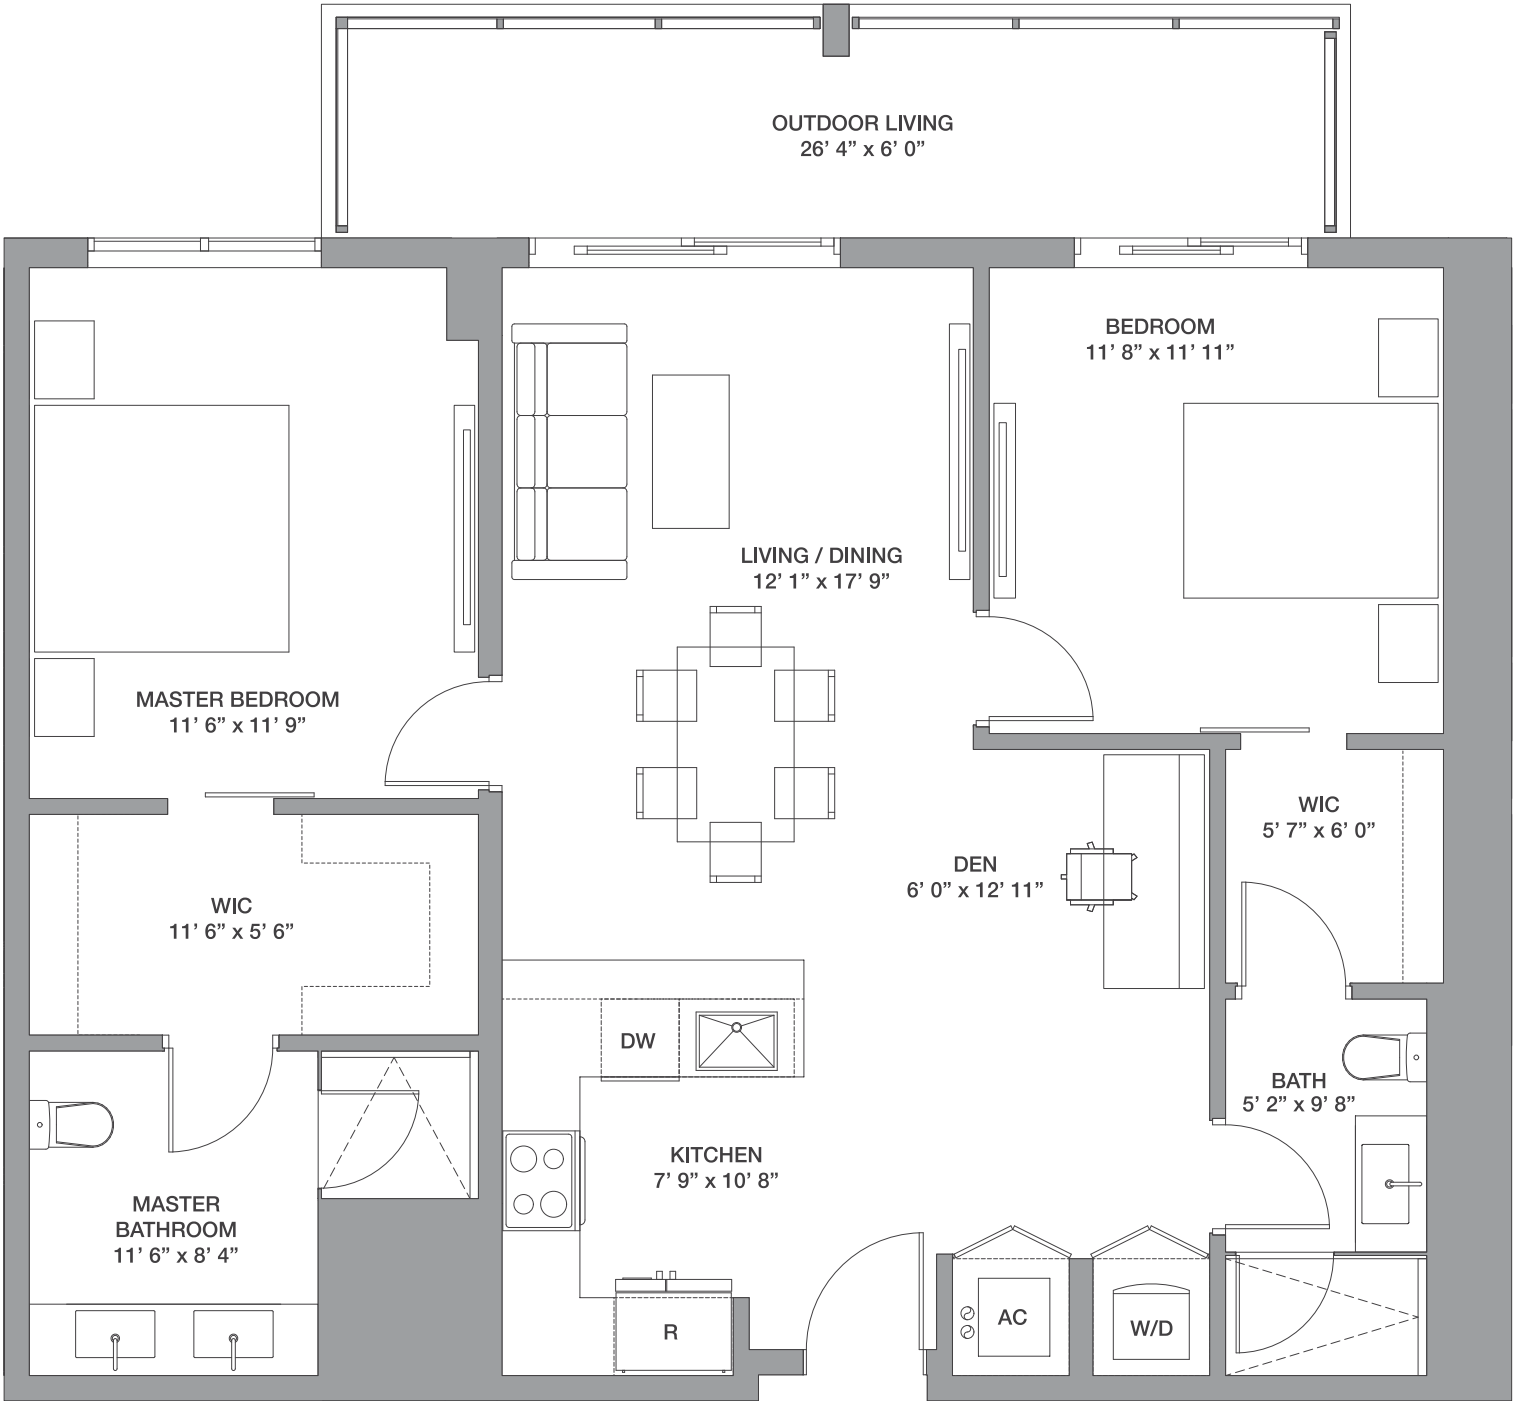 OUTDOOR LIVING
26’ 4” x 6’ 0”
BEDROOM
11’ 8” x 11’ 11”
LIVING / DINING
12’ 1” x 17’ 9”
MASTER BEDROOM
11’ 6” x 11’ 9”
WIC
5’ 7” x 6’ 0”
DEN
6’ 0” x 12’ 11”
WIC
11’ 6” x 5’ 6”
DW
BATH
5’ 2” x 9’ 8”
KITCHEN
7’ 9” x 10’ 8”
MASTER
BATHROOM
11’ 6” x 8’ 4”
AC
W/D
R